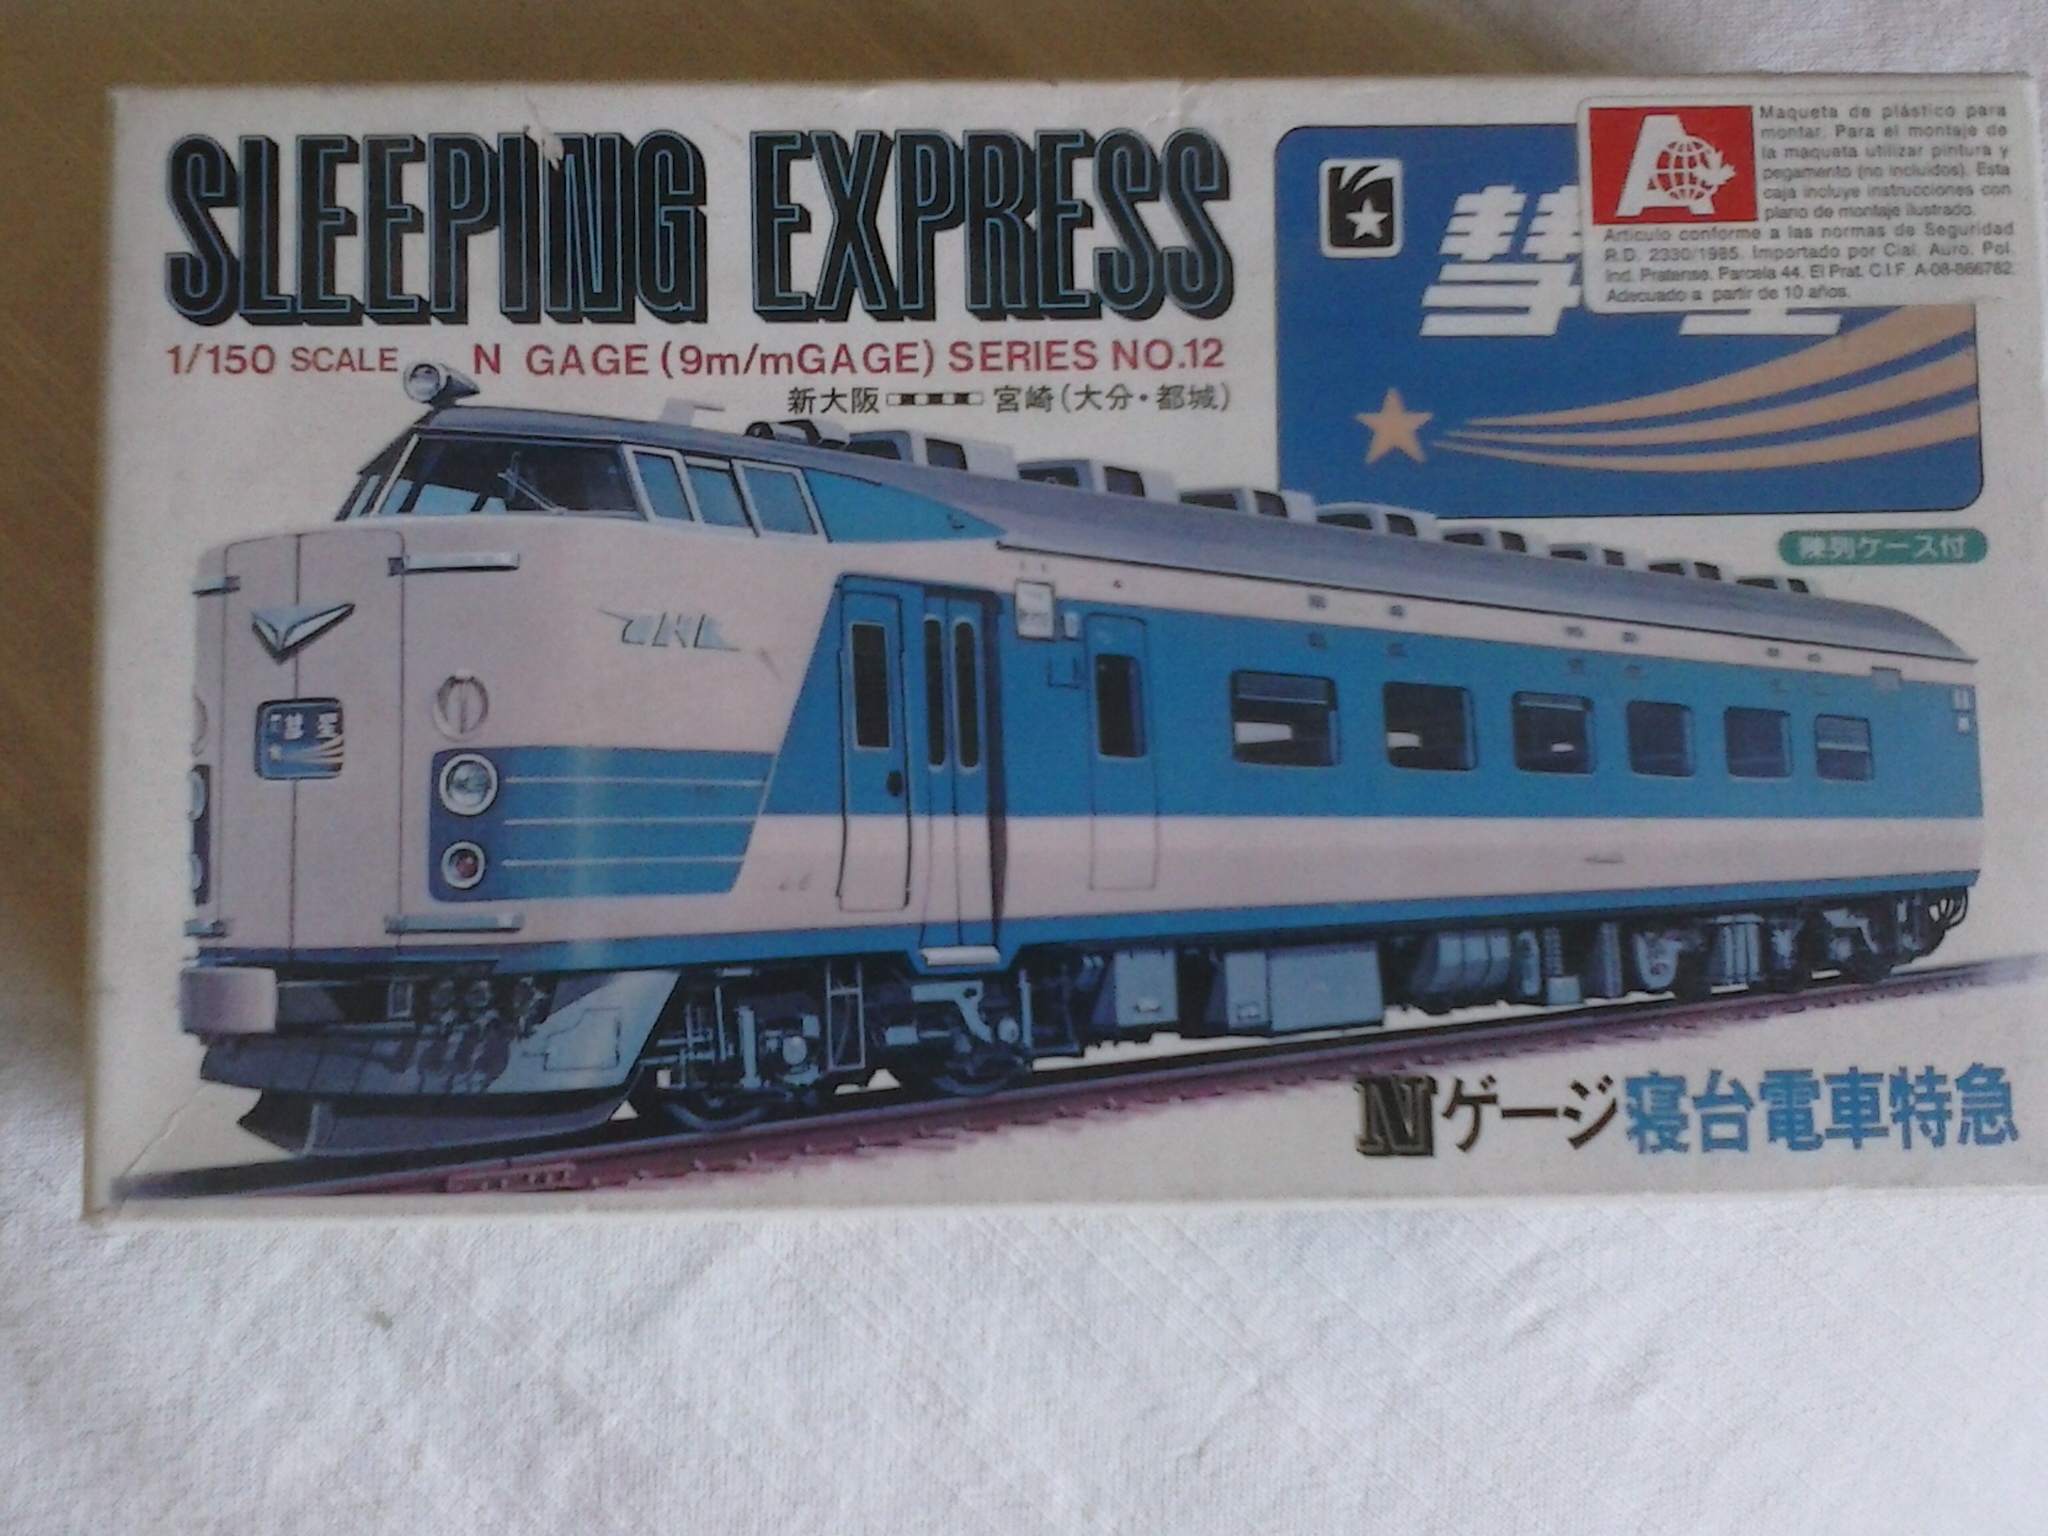 SLEEPING EXPRESS
1/150 SCALE N GAGE (9m/mGAGE) SERIES NO.12
新大阪 宮崎(大分・都城)
彗
Maqueta de plástico para
montar. Para el montaje de
la maqueta utilizar pintura y
pegamento (no incluidos). Esta
caja incluye instrucciones con
plano de montaje ilustrado.
Artículo conforme a las normas de Seguridad
R.D. 2330/1985. Importado por Cial. Auro. Pol.
Ind. Pratense. Parcela 44. El Prat. C.I.F. A-08-866782.
Adecuado a partir de 10 años.
陳列ケース付
JNR
彗星
Nゲージ寝台電車特急